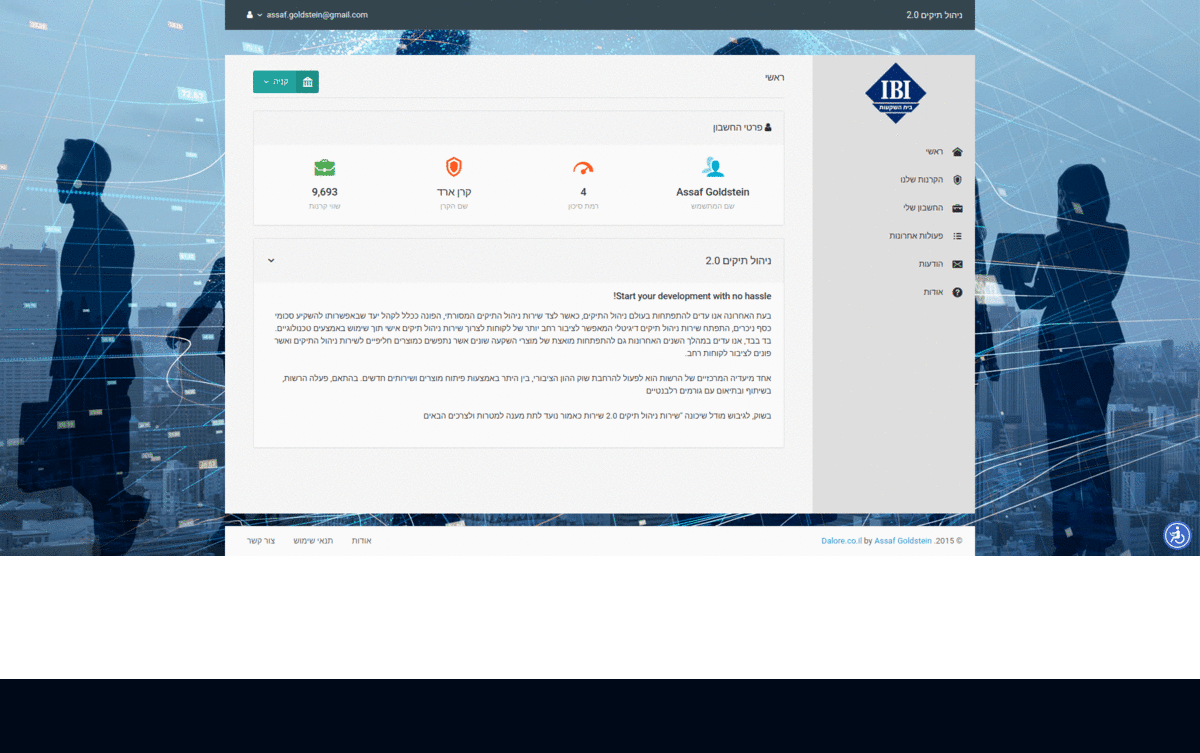 ניהול תיקים 2.0
assaf.goldstein@gmail.com
IBI
בית השקעות
ראשי
הקרנות שלנו
החשבון שלי
פעולות אחרונות
הודעות
אודות
ראשי
קניה
פרטי החשבון
Assaf Goldstein
שם המתשמש
4
רמת סיכון
קרן ארד
שם הקרן
9,693
שווי קרנות
ניהול תיקים 2.0
Start your development with no hassle!
בעת האחרונה אנו עדים להתפתחות בעולם ניהול התיקים, כאשר לצד שירות ניהול התיקים המסורתי, הפונה ככלל לקהל יעד שבאפשרותו להשקיע סכומי
כסף ניכרים, התפתח שירות ניהול תיקים דיגיטלי המאפשר לציבור רחב יותר של לקוחות לצרוך שירות ניהול תיקים אישי תוך שימוש באמצעים טכנולוגיים.
בד בבד, אנו עדים במהלך השנים האחרונות גם להתפתחות מואצת של מוצרי השקעה שונים אשר נתפשים כמוצרים חליפיים לשירות ניהול התיקים ואשר
פונים לציבור לקוחות רחב.
אחד מיעדיה המרכזיים של הרשות הוא לפעול להרחבת שוק ההון הציבורי, בין היתר באמצעות פיתוח מוצרים ושירותים חדשים. בהתאם, פעלה הרשות,
בשיתוף ובתיאום עם גורמים רלבנטיים
בשוק, לגיבוש מודל שיכונה "שירות ניהול תיקים 2.0 שירות כאמור נועד לתת מענה למטרות ולצרכים הבאים
© 2015. Dalore.co.il by Assaf Goldstein
אודות
תנאי שימוש
צור קשר
72.67